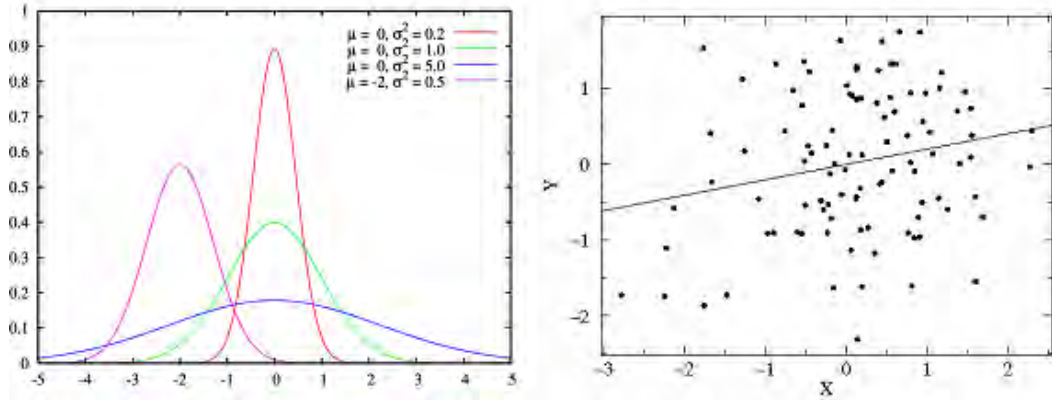 1
0.9
0.8
0.7
0.6
0.5
0.4
0.3
0.2
0.1
0
-5 -4 -3 -2 -1 0 1 2 3 4 5
μ = 0, σ² = 0.2
μ = 0, σ² = 1.0
μ = 0, σ² = 5.0
μ = -2, σ² = 0.5
Y
1
0
−1
−2
−3 −2 −1 0 1 2
X